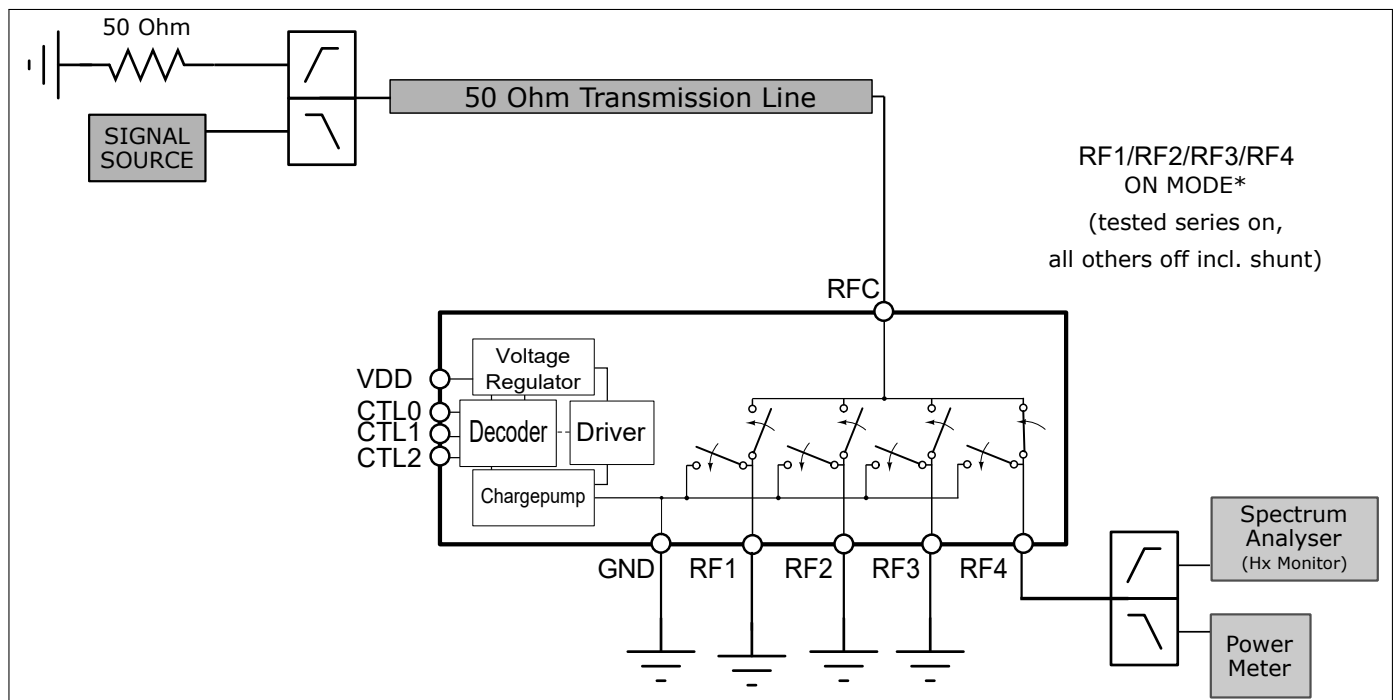 50 Ohm
50 Ohm Transmission Line
SIGNAL
SOURCE
RF1/RF2/RF3/RF4
ON MODE*
(tested series on,
all others off incl. shunt)
RFC
Voltage
Regulator
VDD
CTL0
CTL1
CTL2
Decoder
Driver
Chargepump
GND
RF1
RF2
RF3
RF4
Spectrum
Analyser
(Hx Monitor)
Power
Meter